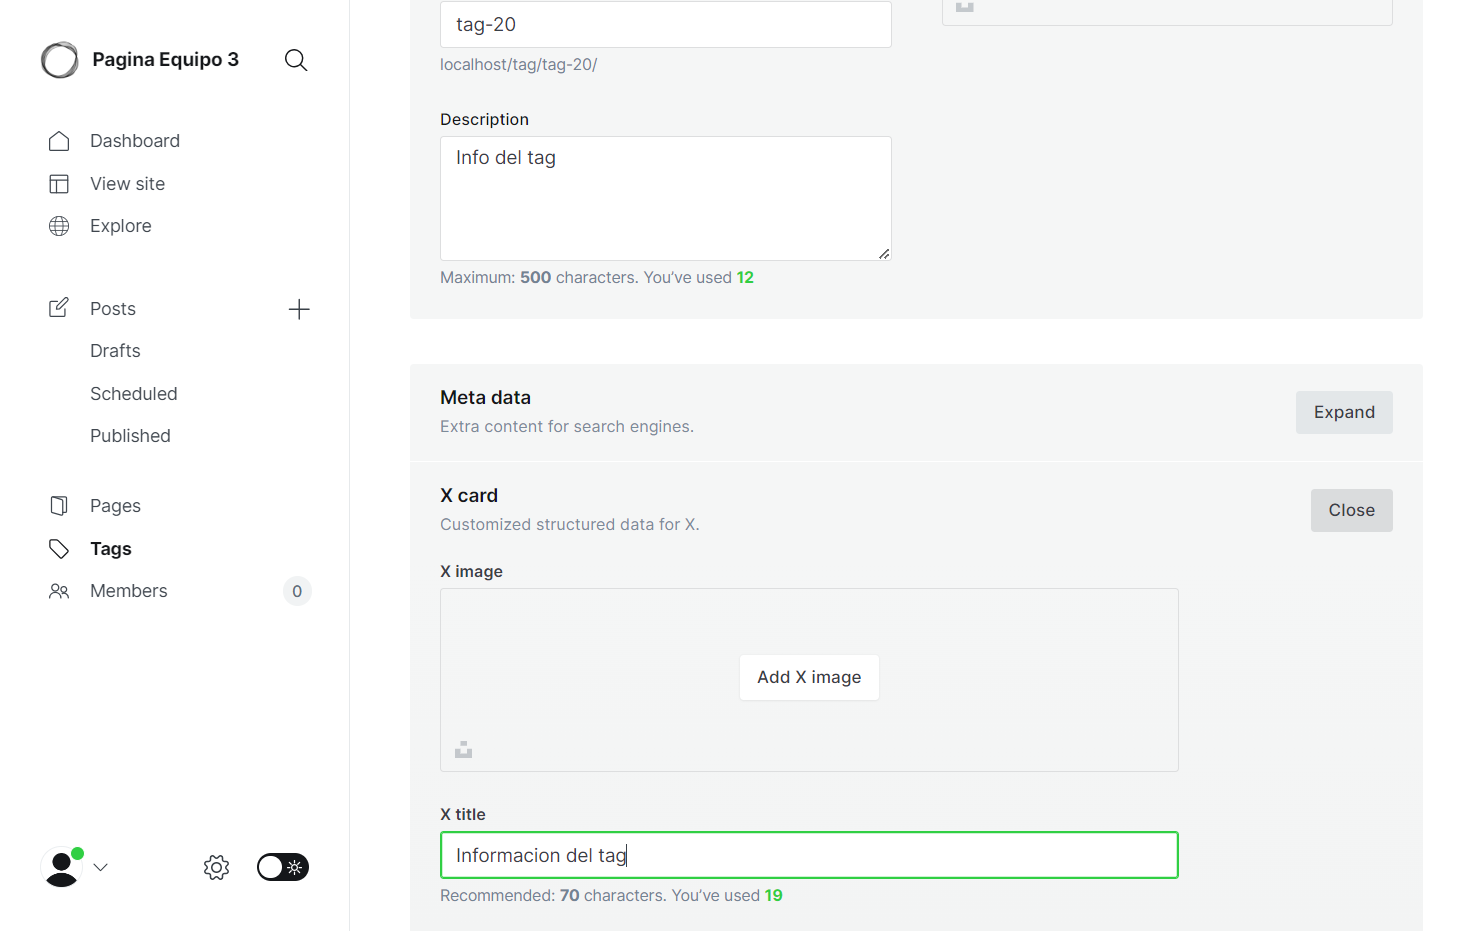 Pagina Equipo 3
Dashboard
View site
Explore
Posts
Drafts
Scheduled
Published
Pages
Tags
Members
0
tag-20
localhost/tag/tag-20/
Description
Info del tag
Maximum: 500 characters. You’ve used 12
Meta data
Extra content for search engines.
Expand
X card
Customized structured data for X.
Close
X image
Add X image
X title
Informacion del tag
Recommended: 70 characters. You’ve used 19